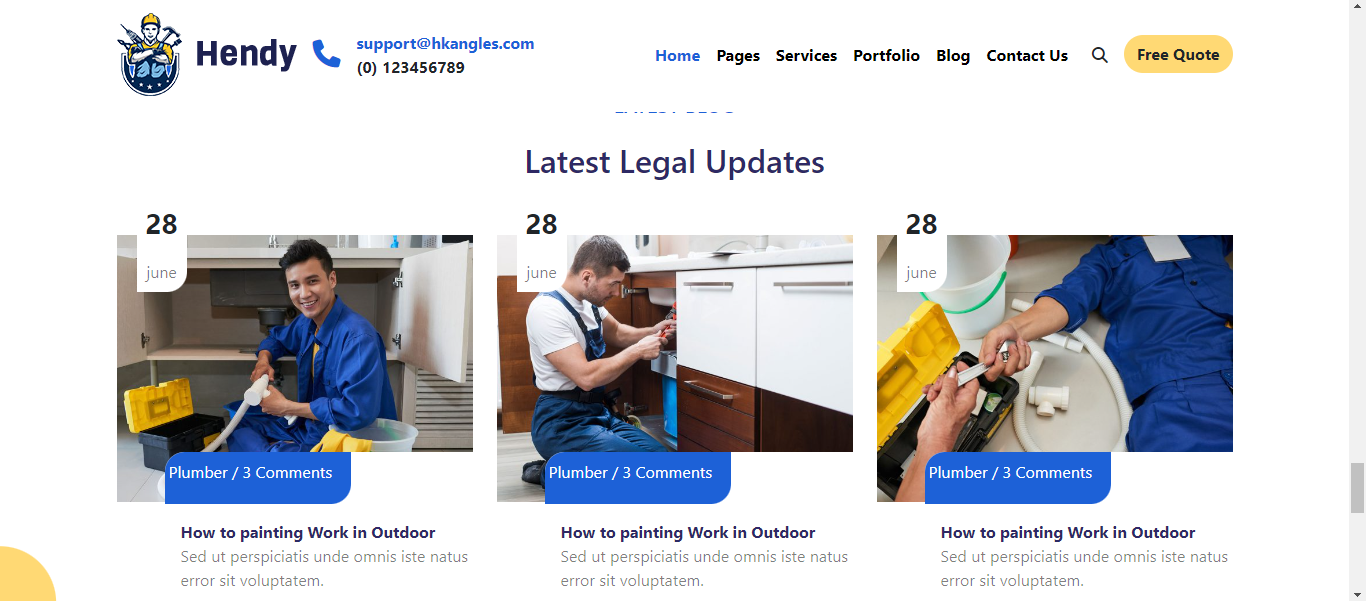 Hendy
support@hkangles.com
(0) 123456789
Home Pages Services Portfolio Blog Contact Us Free Quote
Latest Legal Updates
28
june
Plumber / 3 Comments
How to painting Work in Outdoor
Sed ut perspiciatis unde omnis iste natus
error sit voluptatem.
28
june
Plumber / 3 Comments
How to painting Work in Outdoor
Sed ut perspiciatis unde omnis iste natus
error sit voluptatem.
28
june
Plumber / 3 Comments
How to painting Work in Outdoor
Sed ut perspiciatis unde omnis iste natus
error sit voluptatem.